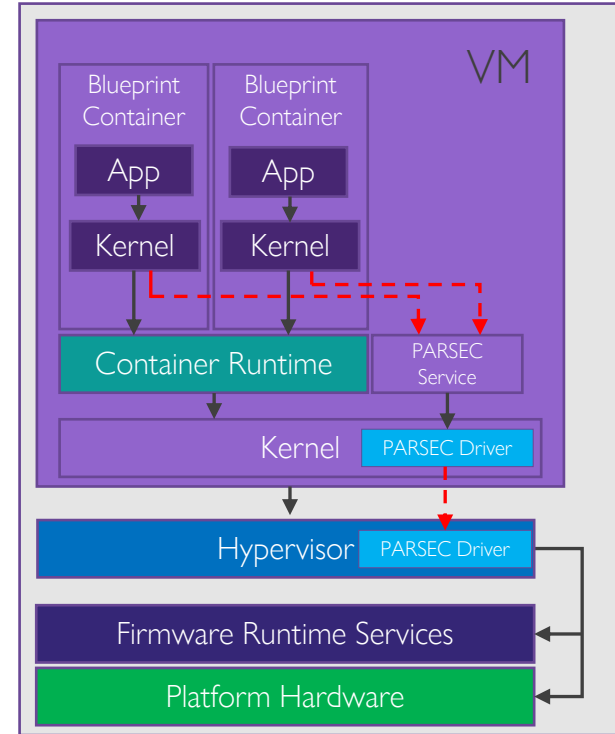 VM
Blueprint
Container
Blueprint
Container
App
App
Kernel
Kernel
Container Runtime
PARSEC
Service
Kernel
PARSEC Driver
Hypervisor
PARSEC Driver
Firmware Runtime Services
Platform Hardware